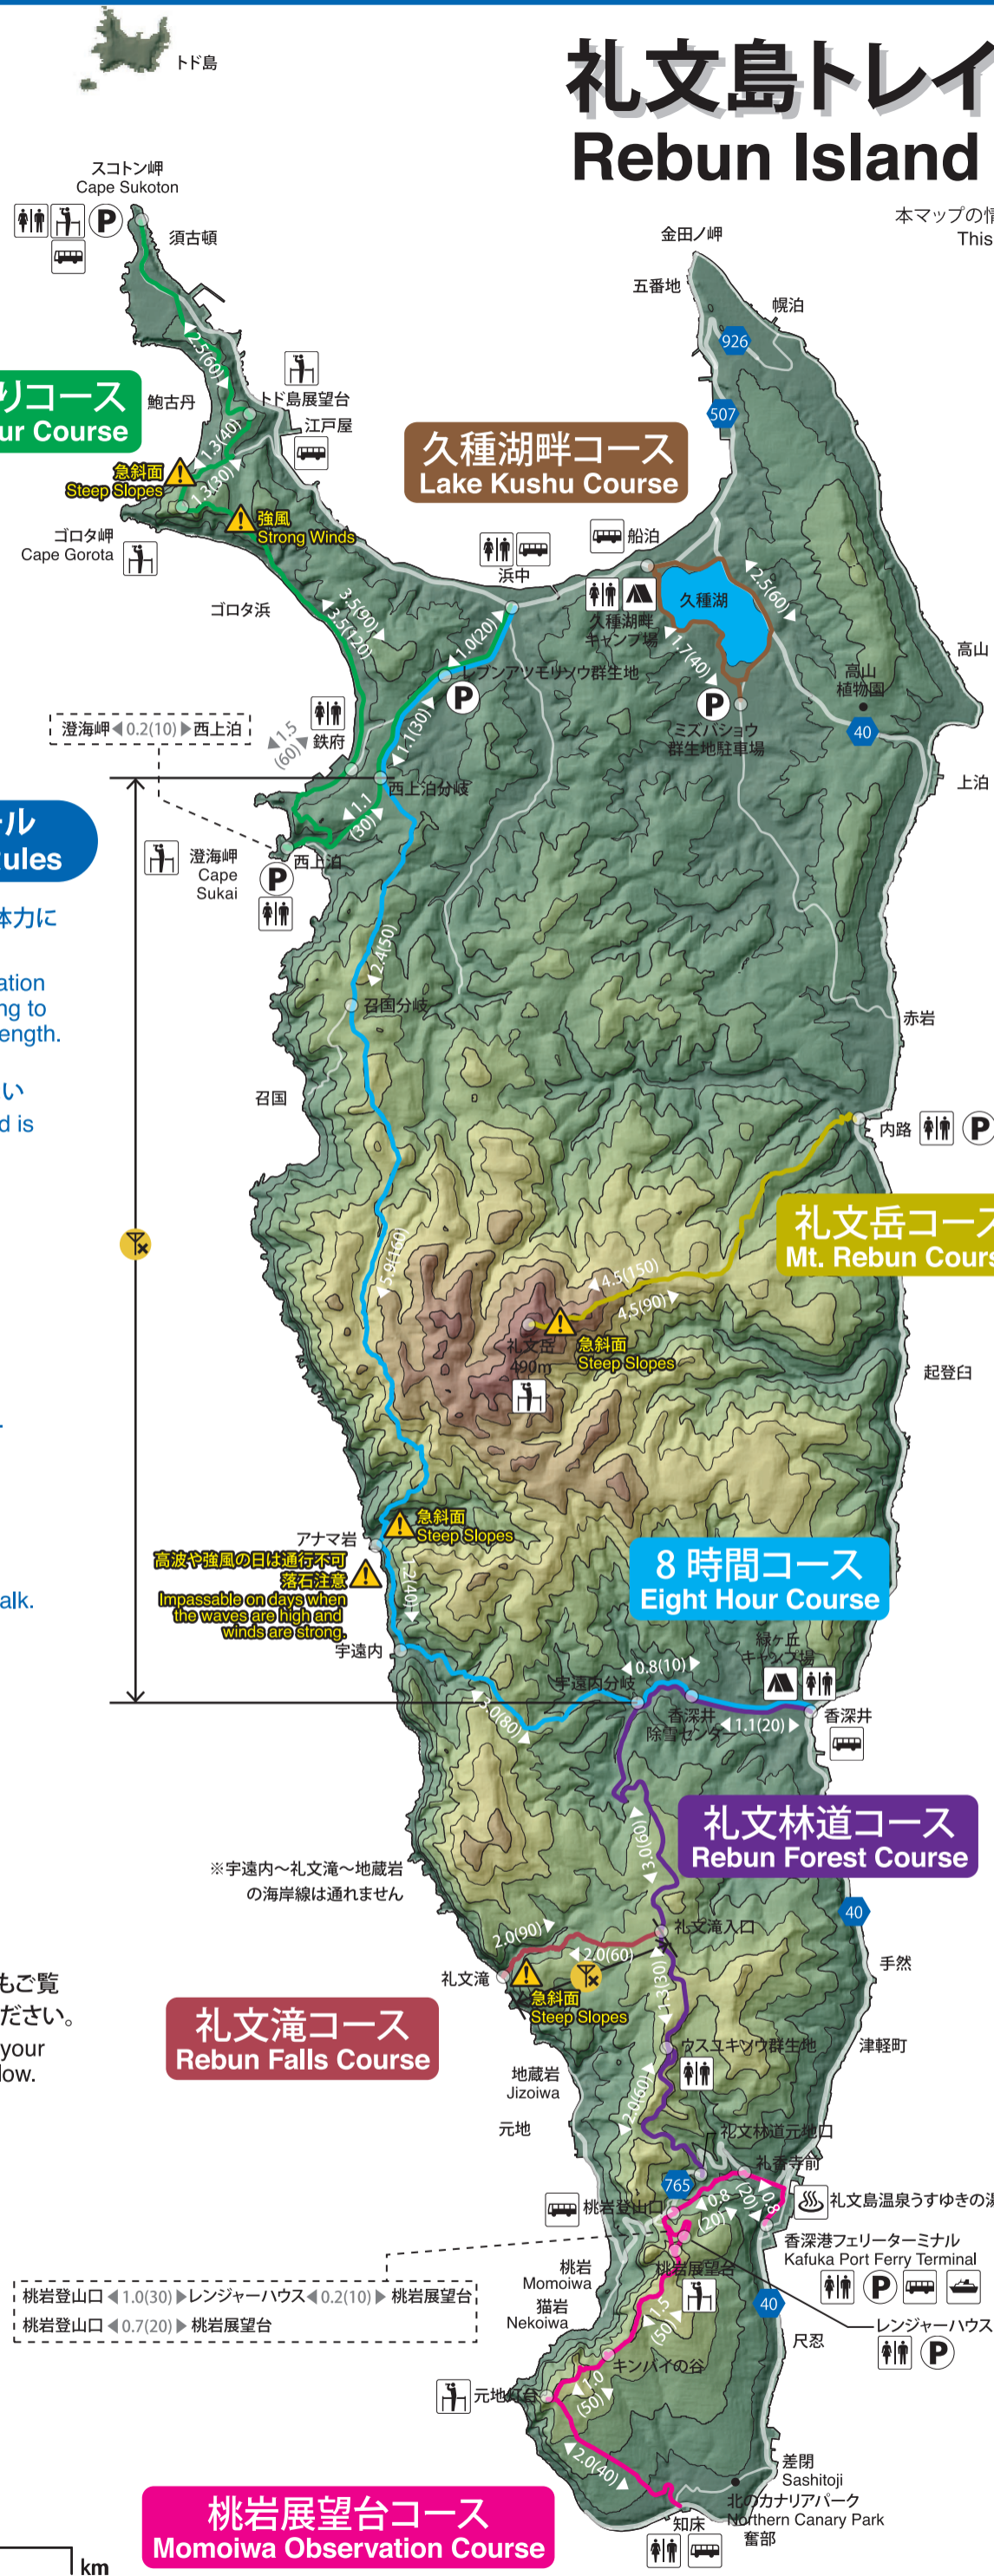 トド島
礼文島トレイ
Rebun Island
スコトン岬
Cape Sukoton
P
須古頓
本マップの情
This
金田ノ岬
五番地
幌泊
926
507
2.5(60)
トド島展望台
鮑古丹
江戸屋
りコース
ur Course
1.3(40)
1.3(30)
急斜面
Steep Slopes
強風
Strong Winds
ゴロタ岬
Cape Gorota
久種湖畔コース
Lake Kushu Course
船泊
浜中
久種湖
2.5(60)
久種湖畔
キャンプ場
1.7(40)
ゴロタ浜
3.5(90)
3.5(120)
1.0(20)
レブンアツモリソウ群生地
P
高山
高山
植物園
P
ミズバショウ
群生地駐車場
40
上泊
澄海岬◀0.2(10)▶西上泊
1.5
(60)
鉄府
1.1(30)
西上泊分岐
1.1
(30)
ール
Rules
澄海岬
Cape
Sukai
西上泊
P
体力に
ation
ng to
ength.
2.4(50)
召国分岐
赤岩
い
d is
召国
内路
P
礼文岳コース
Mt. Rebun Cours
5.9(160)
4.5(150)
4.5(90)
礼文岳
490m
急斜面
Steep Slopes
起登臼
急斜面
Steep Slopes
アナマ岩
高波や強風の日は通行不可
落石注意
Impassable on days when
the waves are high and
winds are strong.
1.2(40)
alk.
8 時間コース
Eight Hour Course
宇遠内
緑ヶ丘
キャンプ場
0.8(10)
宇遠内分岐
3.0(80)
香深井
除雪センター
1.1(20)
香深井
礼文林道コース
Rebun Forest Course
3.0(60)
※宇遠内～礼文滝～地蔵岩
の海岸線は通れません
40
礼文滝入口
2.0(90)
2.0(60)
手然
礼文滝
急斜面
Steep Slopes
1.3(30)
もご覧
ださい。
your
low.
礼文滝コース
Rebun Falls Course
ウスユキソウ群生地
津軽町
地蔵岩
Jizoiwa
元地
2.0(60)
礼文林道元地口
礼香寺前
765
0.8
(20)
0.8
(20)
礼文島温泉うすゆきの湯
桃岩登山口
香深港フェリーターミナル
Kafuka Port Ferry Terminal
P
桃岩
Momoiwa
桃岩展望台
桃岩登山口◀1.0(30)▶レンジャーハウス◀0.2(10)▶桃岩展望台
桃岩登山口◀0.7(20)▶桃岩展望台
猫岩
Nekoiwa
40
レンジャーハウス
P
1.5
(50)
尺忍
キンバイの谷
1.0
(50)
元地灯台
2.0(40)
差閉
Sashitoji
北のカナリアパーク
Northern Canary Park
奮部
知床
桃岩展望台コース
Momoiwa Observation Course
km